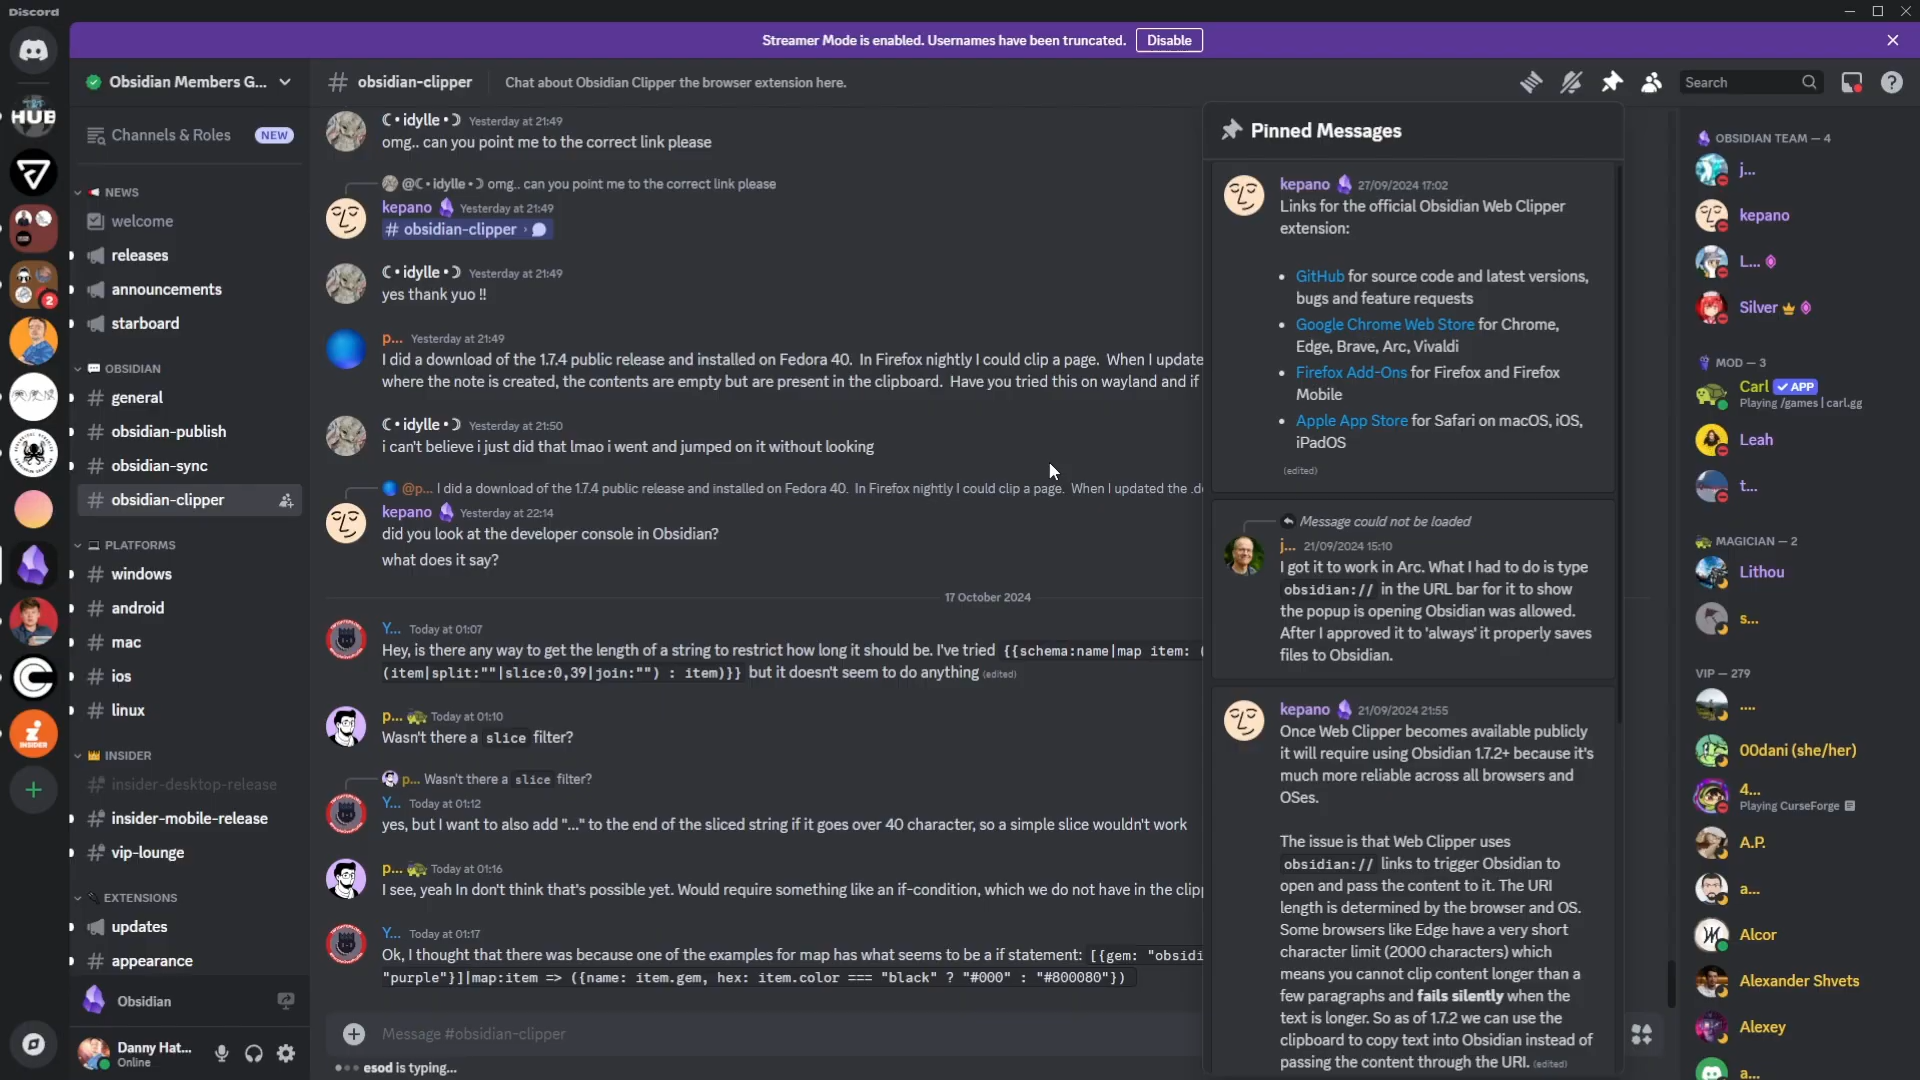 Discord
Streamer Mode is enabled. Usernames have been truncated. Disable
Obsidian Members G...
# obsidian-clipper
Chat about Obsidian Clipper the browser extension here.
Search
HUB
Channels & Roles NEW
NEWS
welcome
releases
announcements
starboard
2
OBSIDIAN
# general
# obsidian-publish
# obsidian-sync
# obsidian-clipper
PLATFORMS
# windows
# android
# mac
# ios
# linux
INSIDER
INSIDER
# insider-desktop-release
# insider-mobile-release
# vip-lounge
EXTENSIONS
updates
# appearance
Obsidian
Danny Hat...
Online
☾•idylle•☽ Yesterday at 21:49
omg.. can you point me to the correct link please
@☾•idylle•☽ omg.. can you point me to the correct link please
kepano Yesterday at 21:49
# obsidian-clipper ›
☾•idylle•☽ Yesterday at 21:49
yes thank yuo !!
p... Yesterday at 21:49
I did a download of the 1.7.4 public release and installed on Fedora 40. In Firefox nightly I could clip a page. When I update
where the note is created, the contents are empty but are present in the clipboard. Have you tried this on wayland and if
☾•idylle•☽ Yesterday at 21:50
i can't believe i just did that lmao i went and jumped on it without looking
@p... I did a download of the 1.7.4 public release and installed on Fedora 40. In Firefox nightly I could clip a page. When I updated the .d
kepano Yesterday at 22:14
did you look at the developer console in Obsidian?
what does it say?
17 October 2024
Y... Today at 01:07
Hey, is there any way to get the length of a string to restrict how long it should be. I've tried {{schema:name|map item: (
(item|split:""|slice:0,39|join:"") : item)}} but it doesn't seem to do anything (edited)
p... Today at 01:10
Wasn't there a slice filter?
p... Wasn't there a slice filter?
Y... Today at 01:12
yes, but I want to also add "..." to the end of the sliced string if it goes over 40 character, so a simple slice wouldn't work
p... Today at 01:16
I see, yeah In don't think that's possible yet. Would require something like an if-condition, which we do not have in the clipp
Y... Today at 01:17
Ok, I thought that there was because one of the examples for map has what seems to be a if statement: [{gem: "obsidi
"purple"}]|map:item => ({name: item.gem, hex: item.color === "black" ? "#000" : "#800080"})
Message #obsidian-clipper
esod is typing...
Pinned Messages
kepano 27/09/2024 17:02
Links for the official Obsidian Web Clipper
extension:
• GitHub for source code and latest versions,
bugs and feature requests
• Google Chrome Web Store for Chrome,
Edge, Brave, Arc, Vivaldi
• Firefox Add-Ons for Firefox and Firefox
Mobile
• Apple App Store for Safari on macOS, iOS,
iPadOS
(edited)
Message could not be loaded
j... 21/09/2024 15:10
I got it to work in Arc. What I had to do is type
obsidian:// in the URL bar for it to show
the popup is opening Obsidian was allowed.
After I approved it to 'always' it properly saves
files to Obsidian.
kepano 21/09/2024 21:55
Once Web Clipper becomes available publicly
it will require using Obsidian 1.7.2+ because it's
much more reliable across all browsers and
OSes.
The issue is that Web Clipper uses
obsidian:// links to trigger Obsidian to
open and pass the content to it. The URI
length is determined by the browser and OS.
Some browsers like Edge have a very short
character limit (2000 characters) which
means you cannot clip content longer than a
few paragraphs and fails silently when the
text is longer. So as of 1.7.2 we can use the
clipboard to copy text into Obsidian instead of
passing the content through the URI. (edited)
OBSIDIAN TEAM — 4
j...
kepano
L...
Silver
MOD — 3
Carl ✓ APP
Playing /games | carl.gg
Leah
t...
MAGICIAN — 2
Lithou
s...
VIP — 279
....
00dani (she/her)
4...
Playing CurseForge
A.P.
a...
Alcor
Alexander Shvets
Alexey
a...